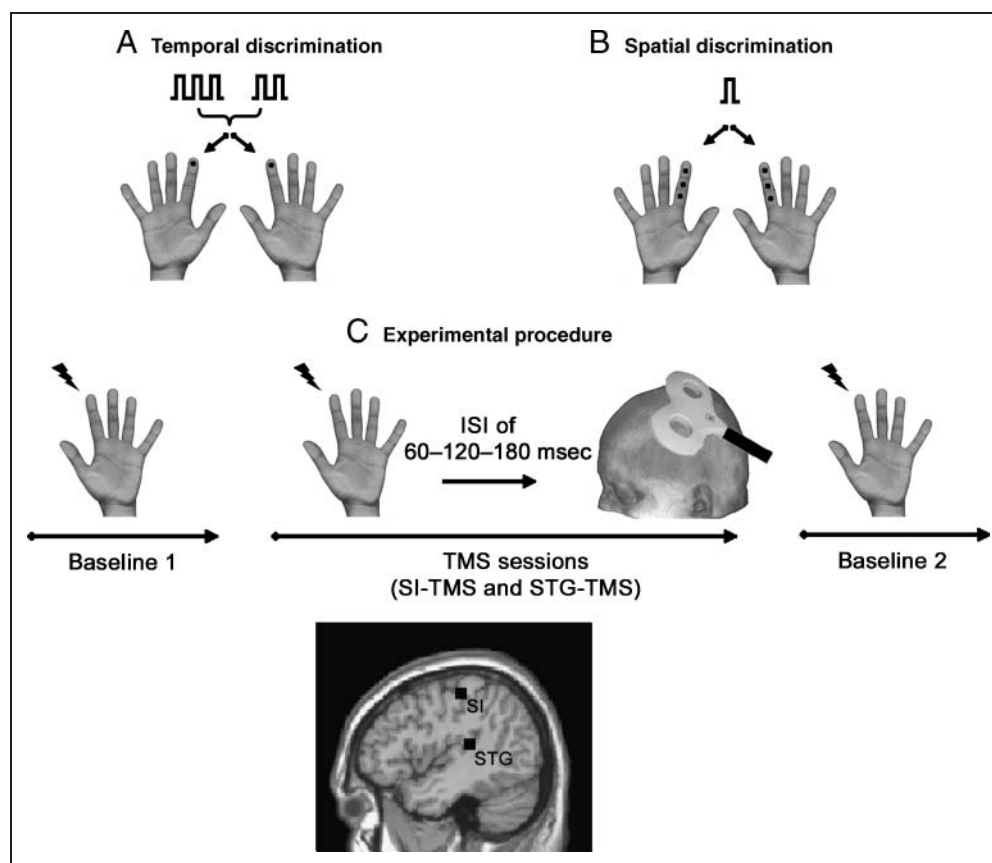 A Temporal discrimination
B Spatial discrimination
C Experimental procedure
ISI of
60–120–180 msec
Baseline 1
TMS sessions
(SI-TMS and STG-TMS)
Baseline 2
SI
STG